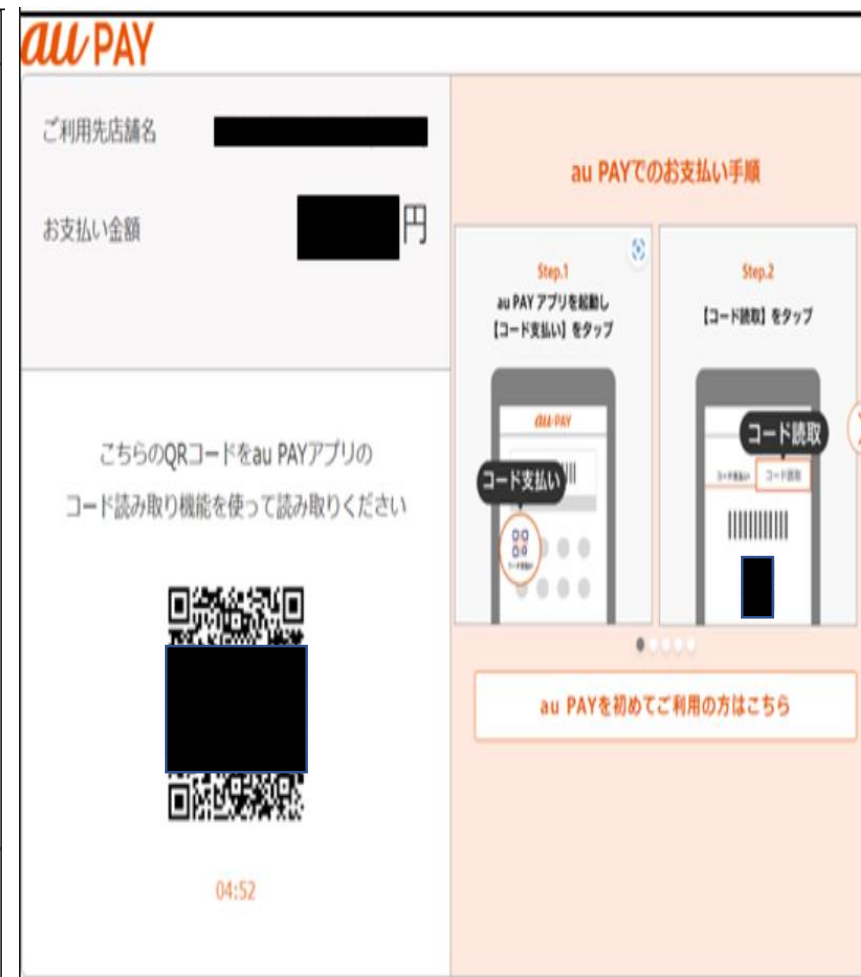 au PAY
ご利用先店舗名
お支払い金額
円
こちらのQRコードをau PAYアプリの
コード読み取り機能を使って読み取りください
04:52
au PAYでのお支払い手順
Step.1
au PAY アプリを起動し
【コード支払い】をタップ
au PAY
コード支払い
コード支払い
Step.2
【コード読取】をタップ
コード読取
コード支払い
コード読取
au PAYを初めてご利用の方はこちら